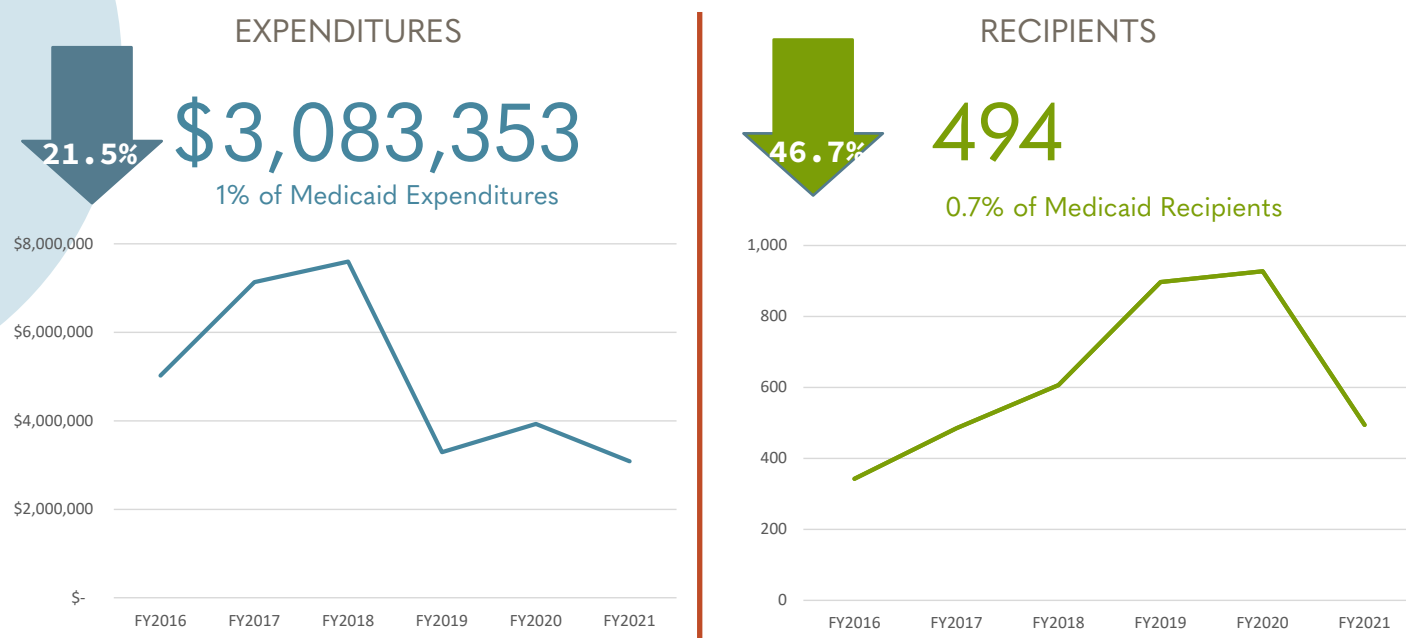 EXPENDITURES
21.5%
$3,083,353
1% of Medicaid Expenditures
$8,000,000
$6,000,000
$4,000,000
$2,000,000
$-
FY2016 FY2017 FY2018 FY2019 FY2020 FY2021
RECIPIENTS
46.7%
494
0.7% of Medicaid Recipients
1,000
800
600
400
200
0
FY2016 FY2017 FY2018 FY2019 FY2020 FY2021